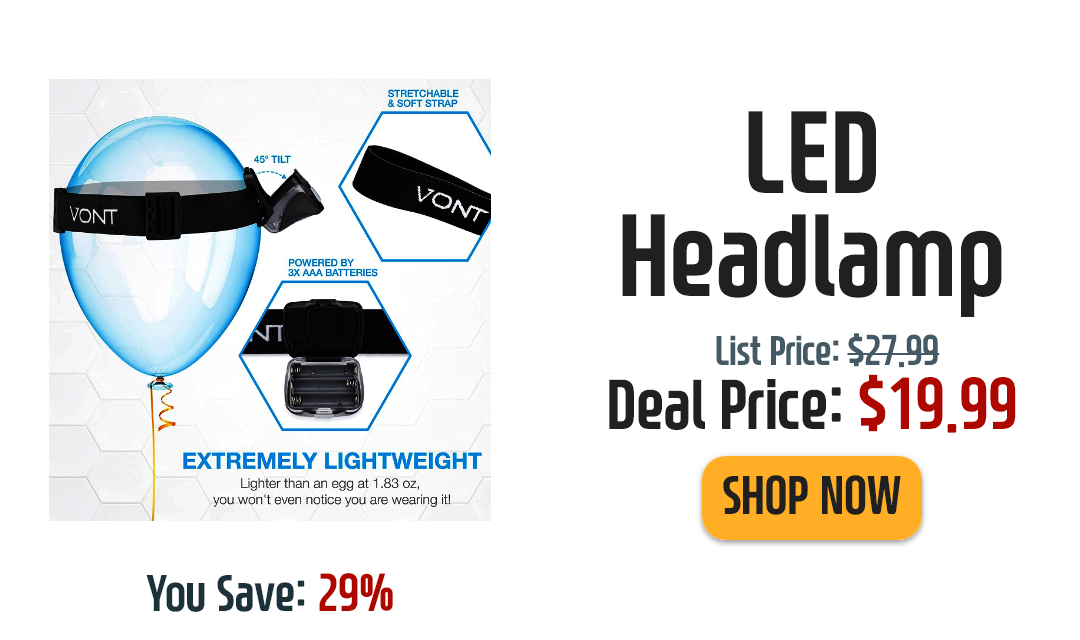 STRETCHABLE
& SOFT STRAP
45° TILT
VONT
VONT
POWERED BY
3X AAA BATTERIES
NT
EXTREMELY LIGHTWEIGHT
Lighter than an egg at 1.83 oz,
you won't even notice you are wearing it!
You Save: 29%
LED
Headlamp
List Price: $27.99
Deal Price: $19.99
SHOP NOW